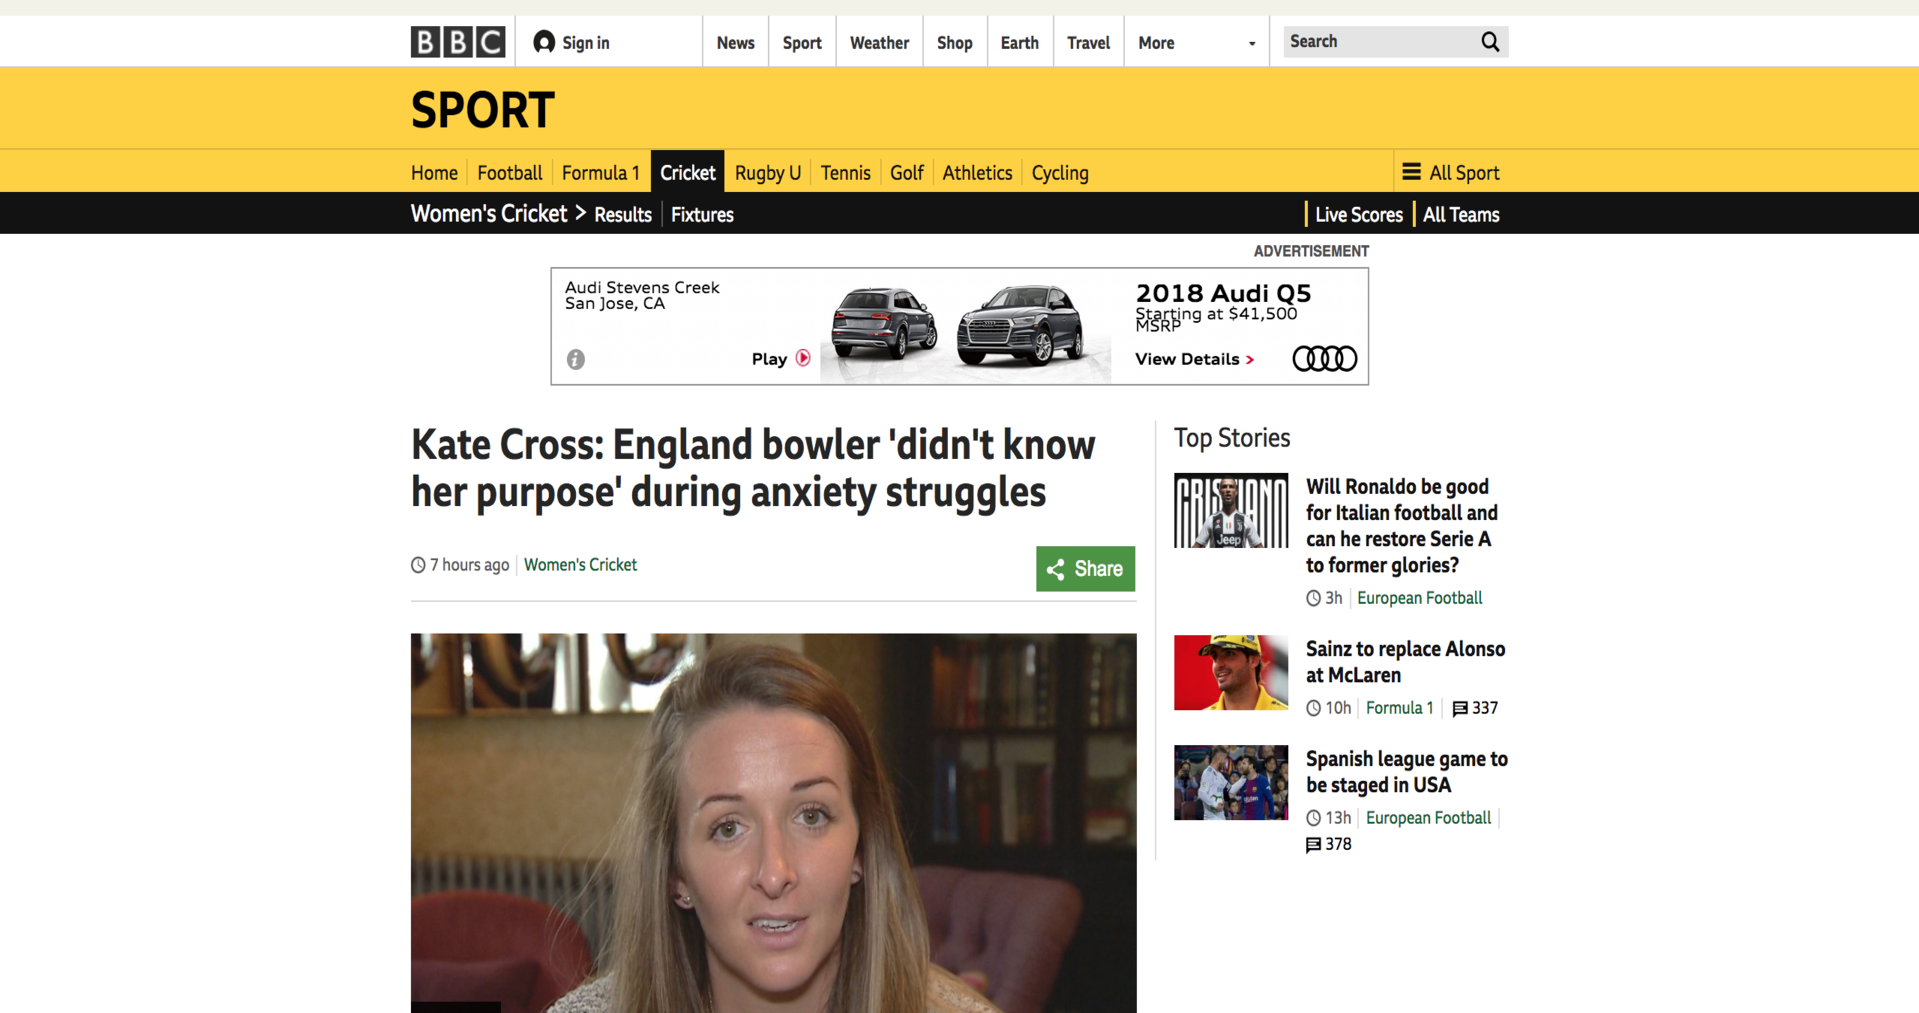 BBC
Sign in
News
Sport
Weather
Shop
Earth
Travel
More
Search
SPORT
Home
Football
Formula 1
Cricket
Rugby U
Tennis
Golf
Athletics
Cycling
All Sport
Women's Cricket > Results
Fixtures
Live Scores
All Teams
ADVERTISEMENT
Audi Stevens Creek
San Jose, CA
Play
2018 Audi Q5
Starting at $41,500
MSRP
View Details >
Kate Cross: England bowler 'didn't know
her purpose' during anxiety struggles
7 hours ago
Women's Cricket
Share
Top Stories
CRISTIANO
Jeep
Will Ronaldo be good
for Italian football and
can he restore Serie A
to former glories?
3h
European Football
Sainz to replace Alonso
at McLaren
10h
Formula 1
337
Spanish league game to
be staged in USA
13h
European Football
378